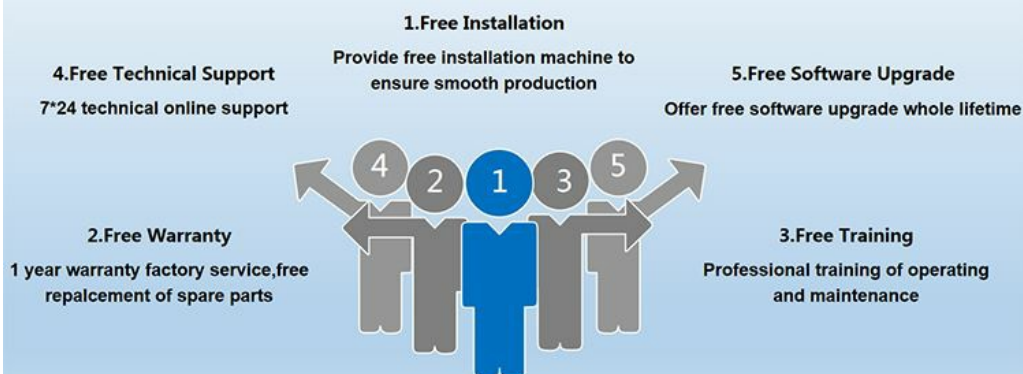 1.Free Installation
Provide free installation machine to
ensure smooth production
4.Free Technical Support
7*24 technical online support
5.Free Software Upgrade
Offer free software upgrade whole lifetime
4
2
1
3
5
2.Free Warranty
1 year warranty factory service,free
repalcement of spare parts
3.Free Training
Professional training of operating
and maintenance